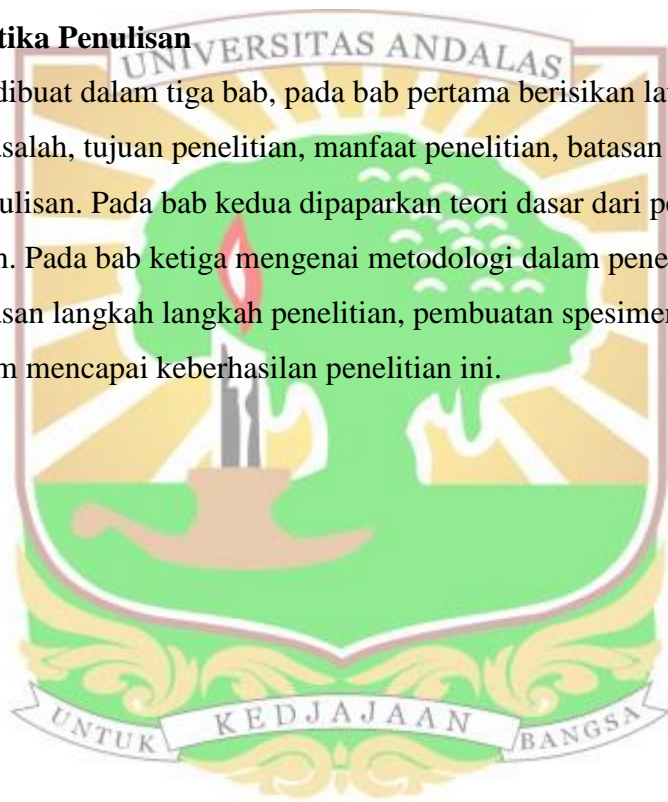 tika Penulisan
UNIVERSITAS ANDALAS
dibuat dalam tiga bab, pada bab pertama berisikan la
salah, tujuan penelitian, manfaat penelitian, batasan
ulisan. Pada bab kedua dipaparkan teori dasar dari p
n. Pada bab ketiga mengenai metodologi dalam pene
asan langkah langkah penelitian, pembuatan spesimen
m mencapai keberhasilan penelitian ini.
UNTUK KEDJAJAAN BANGSA